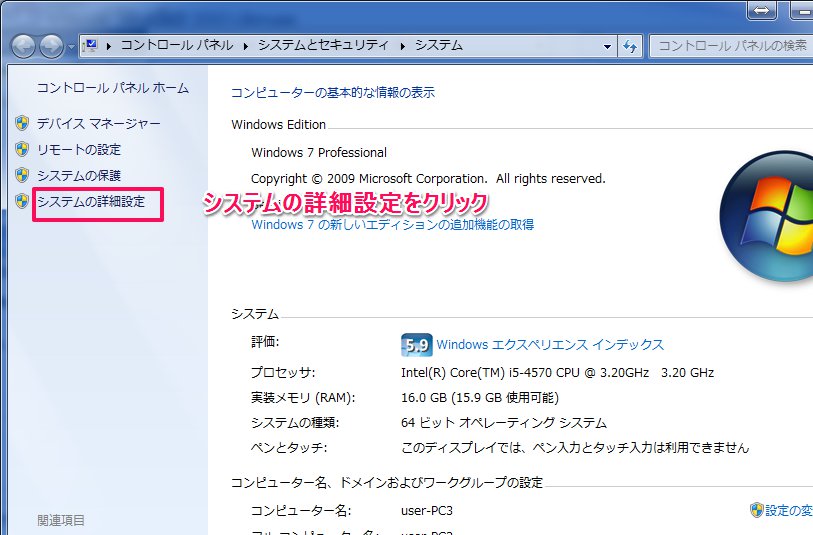 コントロール パネル ▸ システムとセキュリティ ▸ システム
コントロール パネルの検索
コントロール パネル ホーム
デバイス マネージャー
リモートの設定
システムの保護
システムの詳細設定
システムの詳細設定をクリック
コンピューターの基本的な情報の表示
Windows Edition
Windows 7 Professional
Copyright © 2009 Microsoft Corporation. All rights reserved.
Windows 7 の新しいエディションの追加機能の取得
システム
評価:
5.9 Windows エクスペリエンス インデックス
プロセッサ: Intel(R) Core(TM) i5-4570 CPU @ 3.20GHz 3.20 GHz
実装メモリ (RAM): 16.0 GB (15.9 GB 使用可能)
システムの種類: 64 ビット オペレーティング システム
ペンとタッチ: このディスプレイでは、ペン入力とタッチ入力は利用できません
コンピューター名、ドメインおよびワークグループの設定
コンピューター名: user-PC3
設定の変
フル コンピューター名: user-PC3
関連項目